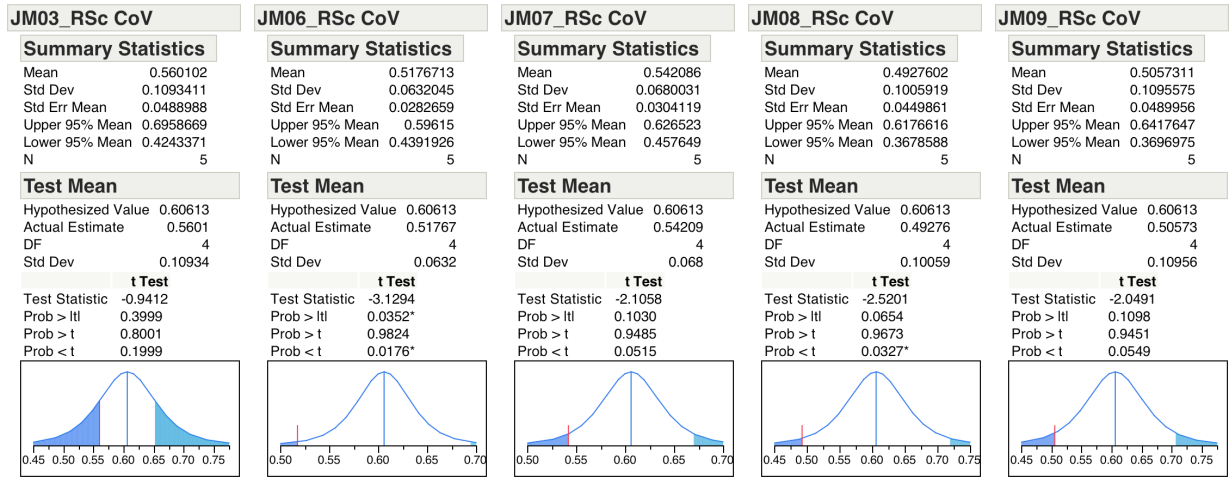 JM03_RSc CoV
Summary Statistics
Mean 0.560102
Std Dev 0.1093411
Std Err Mean 0.0488988
Upper 95% Mean 0.6958669
Lower 95% Mean 0.4243371
N 5
Test Mean
Hypothesized Value 0.60613
Actual Estimate 0.5601
DF 4
Std Dev 0.10934
t Test
Test Statistic -0.9412
Prob > ltl 0.3999
Prob > t 0.8001
Prob < t 0.1999
0.45 0.50 0.55 0.60 0.65 0.70 0.75
JM06_RSc CoV
Summary Statistics
Mean 0.5176713
Std Dev 0.0632045
Std Err Mean 0.0282659
Upper 95% Mean 0.59615
Lower 95% Mean 0.4391926
N 5
Test Mean
Hypothesized Value 0.60613
Actual Estimate 0.51767
DF 4
Std Dev 0.0632
t Test
Test Statistic -3.1294
Prob > ltl 0.0352*
Prob > t 0.9824
Prob < t 0.0176*
0.50 0.55 0.60 0.65 0.70
JM07_RSc CoV
Summary Statistics
Mean 0.542086
Std Dev 0.0680031
Std Err Mean 0.0304119
Upper 95% Mean 0.626523
Lower 95% Mean 0.457649
N 5
Test Mean
Hypothesized Value 0.60613
Actual Estimate 0.54209
DF 4
Std Dev 0.068
t Test
Test Statistic -2.1058
Prob > ltl 0.1030
Prob > t 0.9485
Prob < t 0.0515
0.50 0.55 0.60 0.65 0.70
JM08_RSc CoV
Summary Statistics
Mean 0.4927602
Std Dev 0.1005919
Std Err Mean 0.0449861
Upper 95% Mean 0.6176616
Lower 95% Mean 0.3678588
N 5
Test Mean
Hypothesized Value 0.60613
Actual Estimate 0.49276
DF 4
Std Dev 0.10059
t Test
Test Statistic -2.5201
Prob > ltl 0.0654
Prob > t 0.9673
Prob < t 0.0327*
0.45 0.50 0.55 0.60 0.65 0.70 0.75
JM09_RSc CoV
Summary Statistics
Mean 0.5057311
Std Dev 0.1095575
Std Err Mean 0.0489956
Upper 95% Mean 0.6417647
Lower 95% Mean 0.3696975
N 5
Test Mean
Hypothesized Value 0.60613
Actual Estimate 0.50573
DF 4
Std Dev 0.10956
t Test
Test Statistic -2.0491
Prob > ltl 0.1098
Prob > t 0.9451
Prob < t 0.0549
0.45 0.50 0.55 0.60 0.65 0.70 0.75